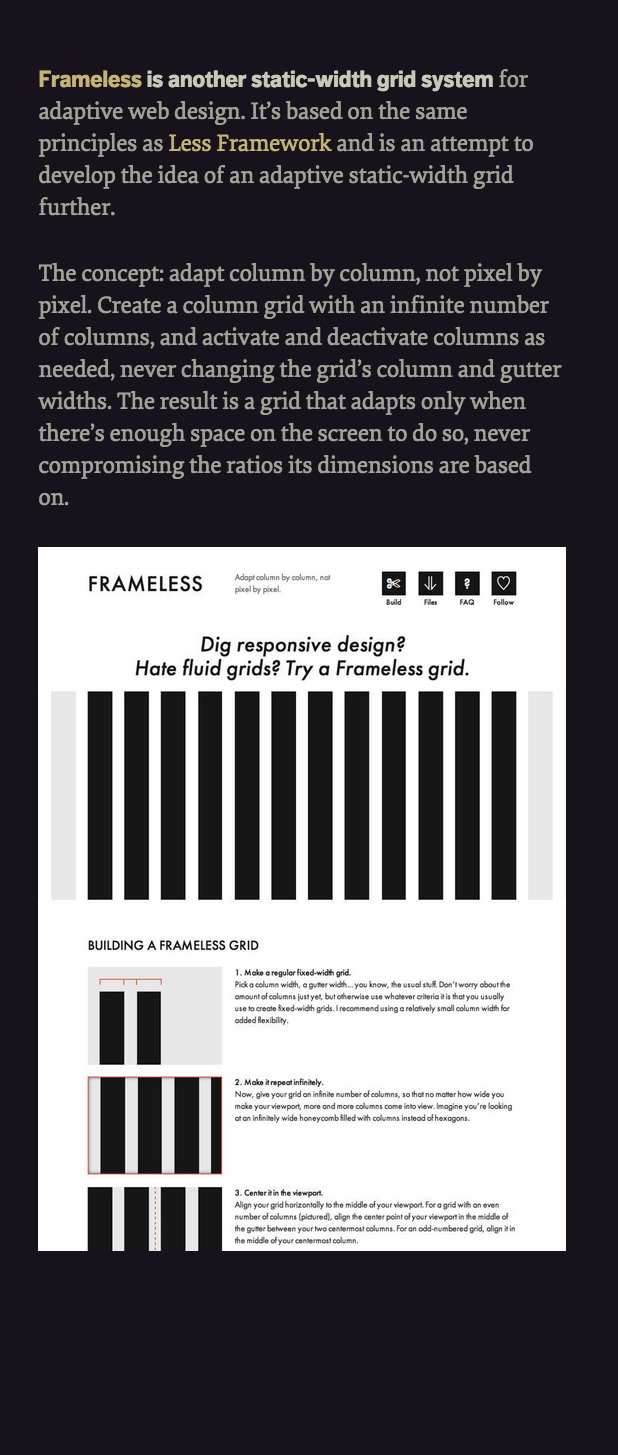 Frameless is another static-width grid system for
adaptive web design. It’s based on the same
principles as Less Framework and is an attempt to
develop the idea of an adaptive static-width grid
further.
The concept: adapt column by column, not pixel by
pixel. Create a column grid with an infinite number
of columns, and activate and deactivate columns as
needed, never changing the grid’s column and gutter
widths. The result is a grid that adapts only when
there’s enough space on the screen to do so, never
compromising the ratios its dimensions are based
on.
FRAMELESS
Adapt column by column, not
pixel by pixel.
Build
Files
?
FAQ
Follow
Dig responsive design?
Hate fluid grids? Try a Frameless grid.
BUILDING A FRAMELESS GRID
1. Make a regular fixed-width grid.
Pick a column width, a gutter width... you know, the usual stuff. Don’t worry about the
amount of columns just yet, but otherwise use whatever criteria it is that you usually
use to create fixed-width grids. I recommend using a relatively small column width for
added flexibility.
2. Make it repeat infinitely.
Now, give your grid an infinite number of columns, so that no matter how wide you
make your viewport, more and more columns come into view. Imagine you’re looking
at an infinitely wide honeycomb filled with columns instead of hexagons.
3. Center it in the viewport.
Align your grid horizontally to the middle of your viewport. For a grid with an even
number of columns (pictured), align the center point of your viewport in the middle of
the gutter between your two centermost columns. For an odd-numbered grid, align it in
the middle of your centermost column.